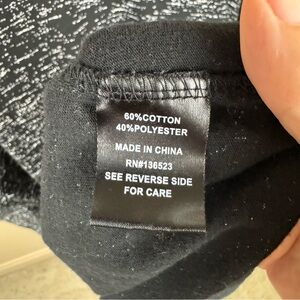 60%COTTON
40%POLYESTER
MADE IN CHINA
RN#136523
SEE REVERSE SIDE
FOR CARE